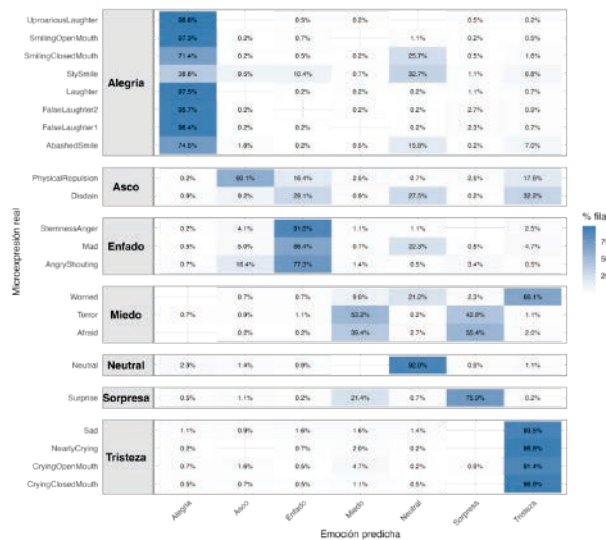 UproariousLaughter 98.6% 0.5% 0.2% 0.5% 0.2%
SmilingOpenMouth 97.3% 0.2% 0.7% 1.1% 0.2% 0.5%
SmilingClosedMouth 71.4% 0.2% 0.5% 0.2% 25.7% 0.5% 1.6%
SlySmile 38.8% 9.5% 10.4% 0.7% 32.7% 1.1% 6.8%
Alegría
Laughter 97.5% 0.2% 0.2% 0.2% 1.1% 0.7%
FalseLaughter2 95.7% 0.2% 0.2% 0.2% 2.7% 0.9%
FalseLaughter1 96.4% 0.2% 0.2% 2.3% 0.7%
AbashedSmile 74.5% 1.8% 0.2% 0.5% 15.8% 0.2% 7.0%
PhysicalRepulsion 0.2% 60.1% 16.4% 2.5% 0.7% 17.6%
Asco
Disdain 0.9% 9.2% 29.1% 0.9% 27.5% 0.2% 32.2%
SternnessAnger 0.2% 4.1% 91.2% 1.1% 1.1% 2.3%
Enfado
Mad 0.5% 5.0% 66.4% 0.7% 22.3% 0.5% 4.7%
AngryShouting 0.7% 16.4% 77.3% 1.4% 0.5% 3.4% 0.5%
Worried 0.7% 0.7% 9.0% 21.2% 2.3% 66.1%
Miedo
Terror 0.7% 0.9% 1.1% 53.2% 0.2% 42.8% 1.1%
Afraid 0.2% 0.2% 39.4% 2.7% 55.4% 2.0%
Neutral Neutral 2.9% 1.4% 0.9% 92.8% 0.9% 1.1%
Surprise Sorpresa 0.5% 1.1% 0.2% 21.4% 0.7% 75.9% 0.2%
Sad 1.1% 0.9% 1.6% 1.6% 1.4% 93.5%
NearlyCrying 0.2% 0.7% 2.0% 0.2%
Tristeza
CryingOpenMouth 0.7% 1.6% 0.5% 4.7% 0.2% 0.9% 91.4%
CryingClosedMouth 0.5% 0.7% 0.5% 1.1% 0.5%
Alegría Asco Enfado Miedo Neutral Sorpresa Tristeza
Emoción predicha
Microexpresión real
% fila
75
50
25